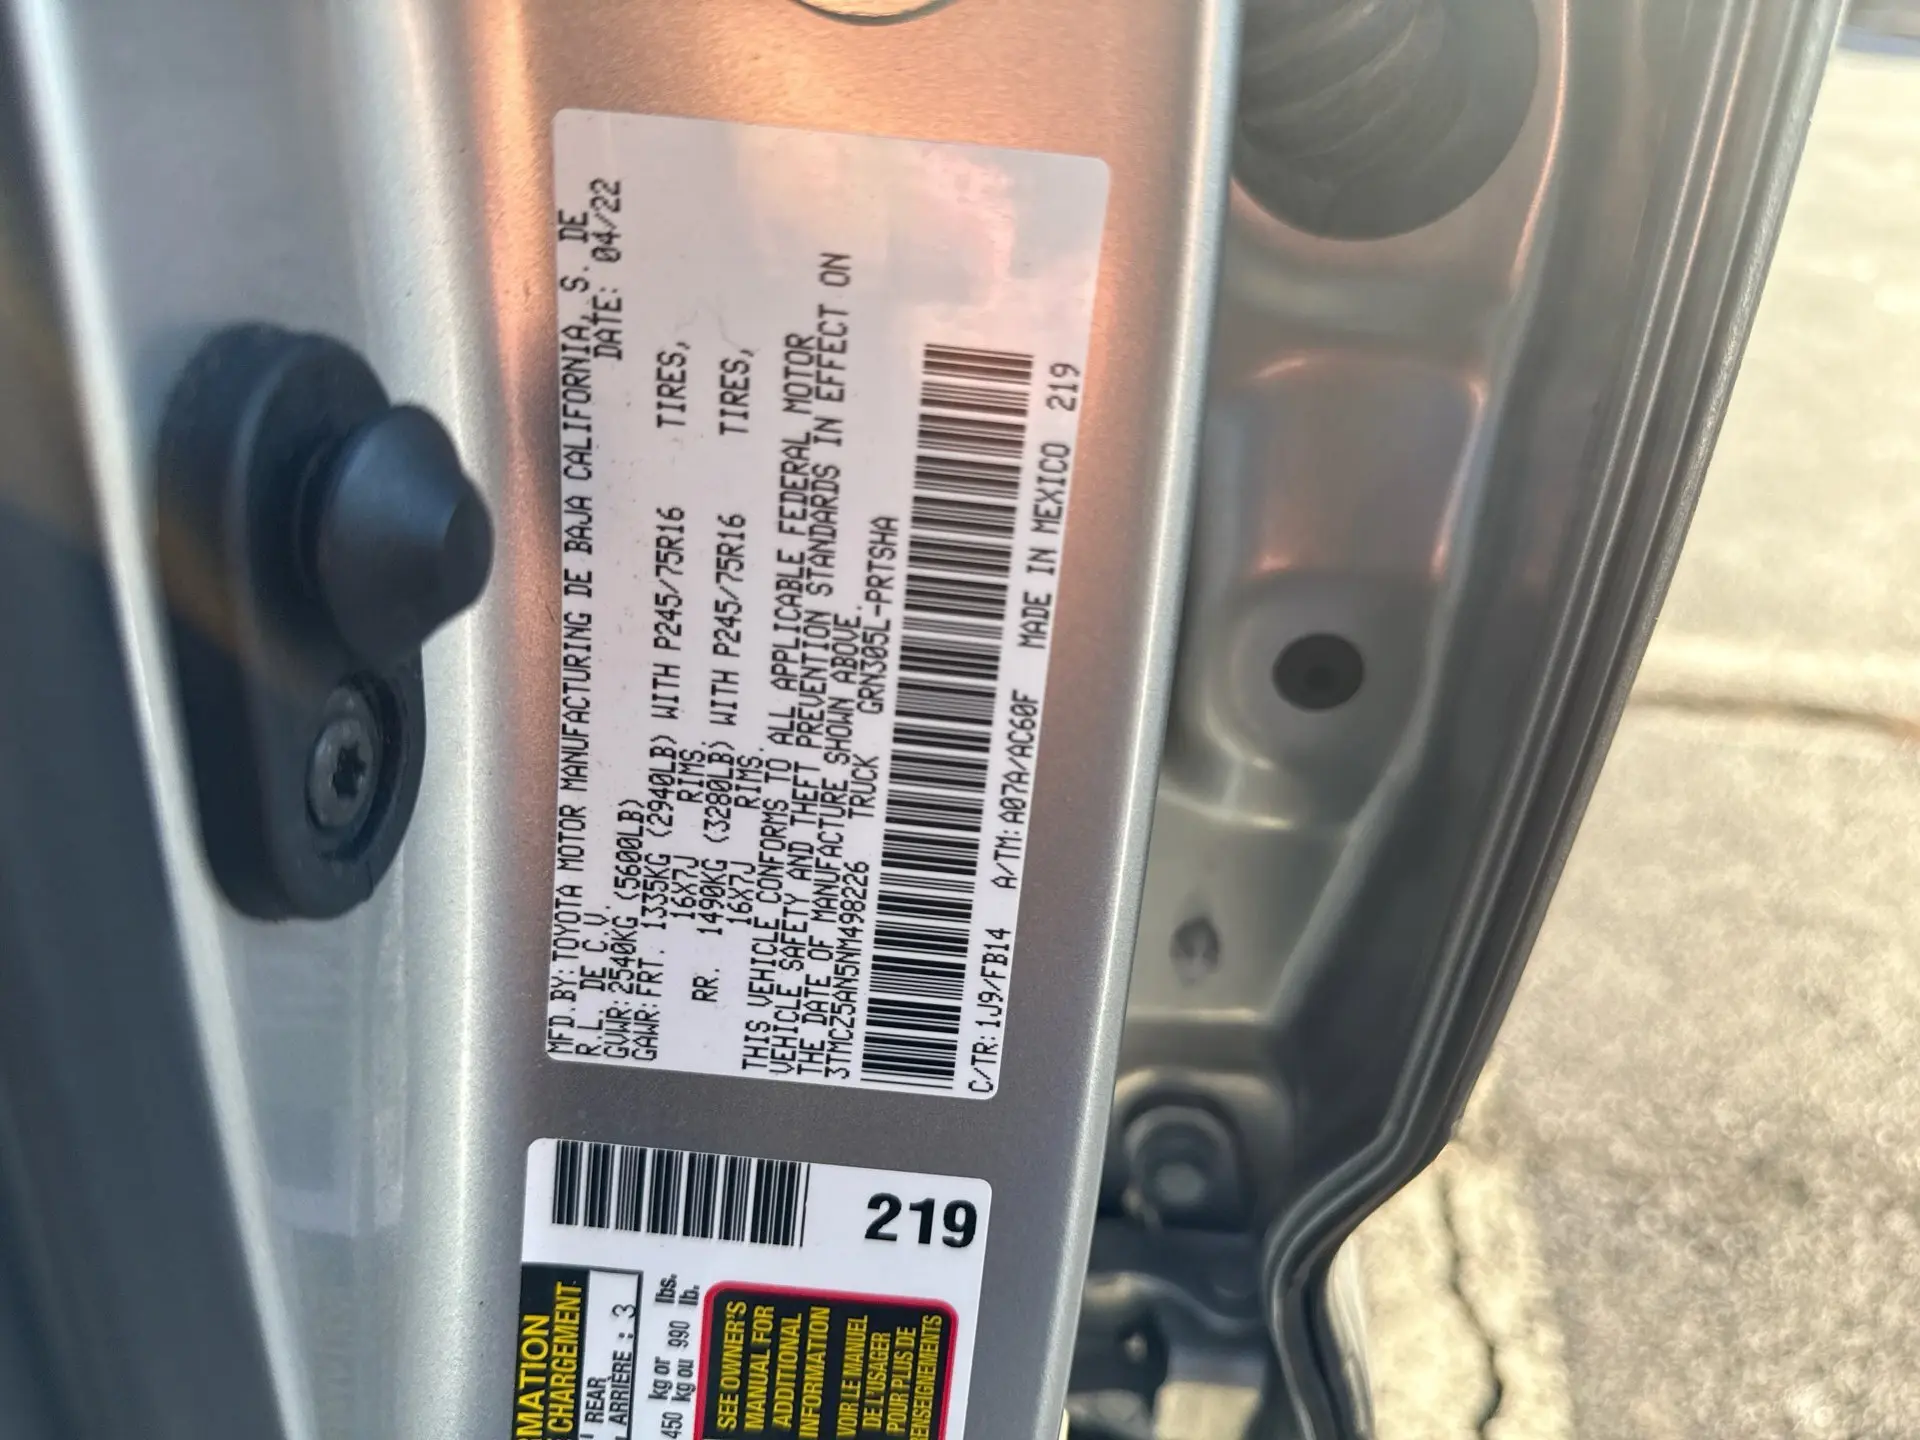 MFD.BY:TOYOTA MOTOR MANUFACTURING DE BAJA CALIFORNIA, S. DE
R.L. DE C.V. DATE: 04/22
GVWR:2540KG (5600LB)
GAWR:FRT. 1335KG (2940LB) WITH P245/75R16 TIRES,
16X7J RIMS
RR. 1490KG (3280LB) WITH P245/75R16 TIRES,
16X7J RIMS.
THIS VEHICLE CONFORMS TO ALL APPLICABLE FEDERAL MOTOR
VEHICLE SAFETY AND THEFT PREVENTION STANDARDS IN EFFECT ON
THE DATE OF MANUFACTURE SHOWN ABOVE.
3TMCZ5AN5NM498226 TRUCK GRN305L-PRTSHA
C/TR:1J9/FB14 A/TM:A07A/AC60F MADE IN MEXICO 219
219
RMATION
CHARGEMENT
REAR
ARRIÈRE : 3
450 kg or 990 lbs.
kg ou lb.
SEE OWNER'S
MANUAL FOR
ADDITIONAL
INFORMATION
VOIR LE MANUEL
DE L'USAGER
POUR PLUS DE
RENSEIGNEMENTS